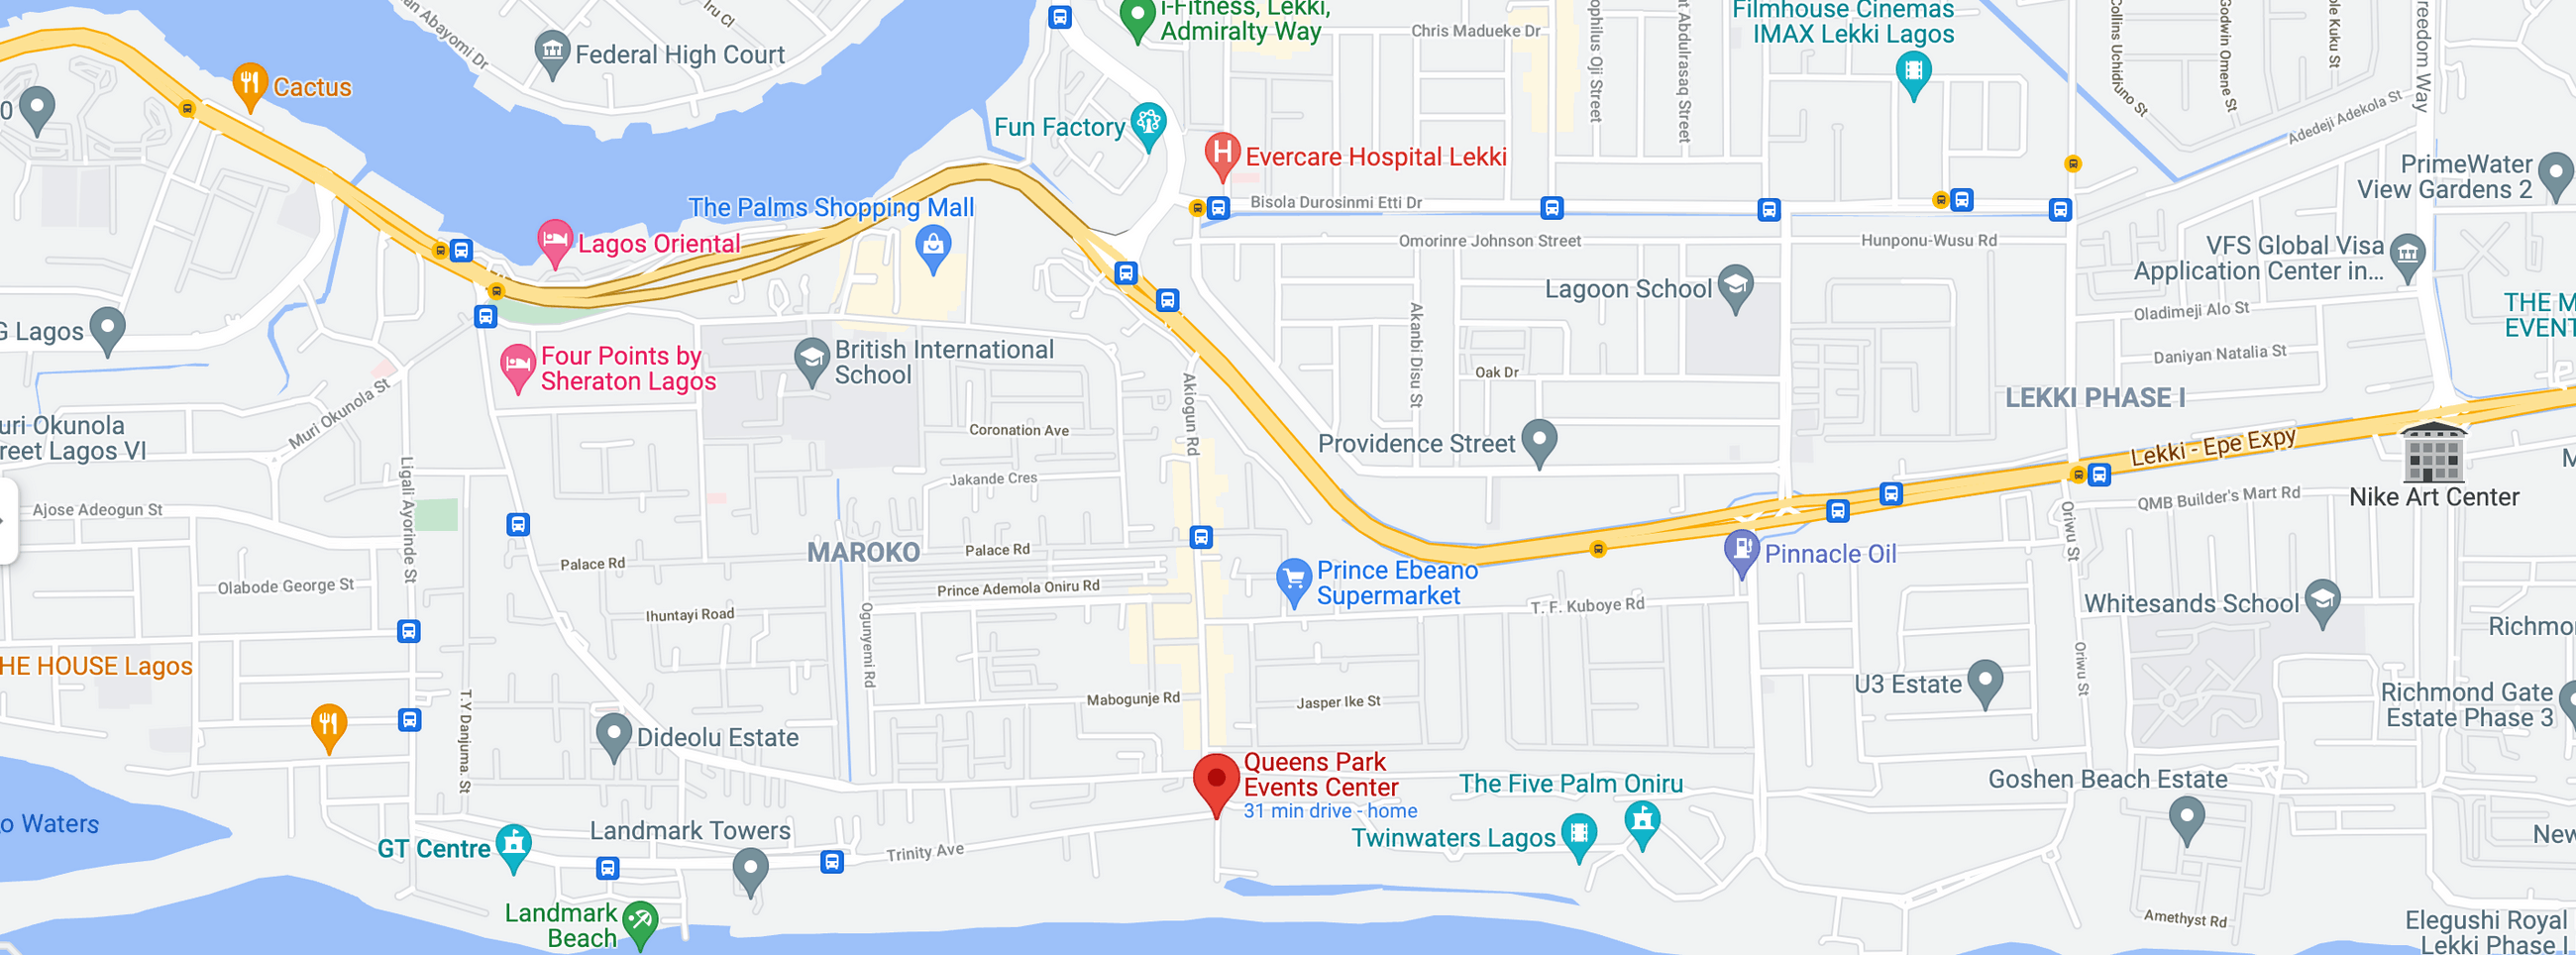 an Abayomi Dr
Iru Cl
Federal High Court
Cactus
0
i-Fitness, Lekki,
Admiralty Way
Fun Factory
Evercare Hospital Lekki
Chris Madueke Dr
ophilus Oji Street
nt Abdulrasaq Street
Filmhouse Cinemas
IMAX Lekki Lagos
Collins Uchiduno St
Godwin Omene St
ole Kuku St
reedom Way
Adedeji Adekola St
PrimeWater
View Gardens 2
The Palms Shopping Mall
Lagos Oriental
Bisola Durosinmi Etti Dr
Omorinre Johnson Street
Hunponu-Wusu Rd
VFS Global Visa
Application Center in...
Lagoon School
Oladimeji Alo St
THE M
EVENT
G Lagos
Four Points by
Sheraton Lagos
British International
School
Akiogun Rd
Akanbi Disu St
Oak Dr
Daniyan Natalia St
LEKKI PHASE I
Muri Okunola St
uri Okunola
reet Lagos VI
Coronation Ave
Providence Street
Lekki - Epe Expy
Nike Art Center
M
Jakande Cres
Ligali Ayorinde St
Ajose Adeogun St
QMB Builder's Mart Rd
Oriwu St
MAROKO
Palace Rd
Palace Rd
Pinnacle Oil
Olabode George St
Prince Ademola Oniru Rd
Prince Ebeano
Supermarket
T. F. Kuboye Rd
Whitesands School
Ihuntayi Road
Ogunyemi Rd
Richmo
HE HOUSE Lagos
Oriwu St
U3 Estate
T.Y Danjuma. St
Mabogunje Rd
Jasper Ike St
Richmond Gate
Estate Phase 3
Dideolu Estate
Queens Park
Events Center
31 min drive - home
The Five Palm Oniru
Goshen Beach Estate
o Waters
Landmark Towers
GT Centre
Trinity Ave
Twinwaters Lagos
New
Landmark
Beach
Amethyst Rd
Elegushi Royal
Lekki Phase I